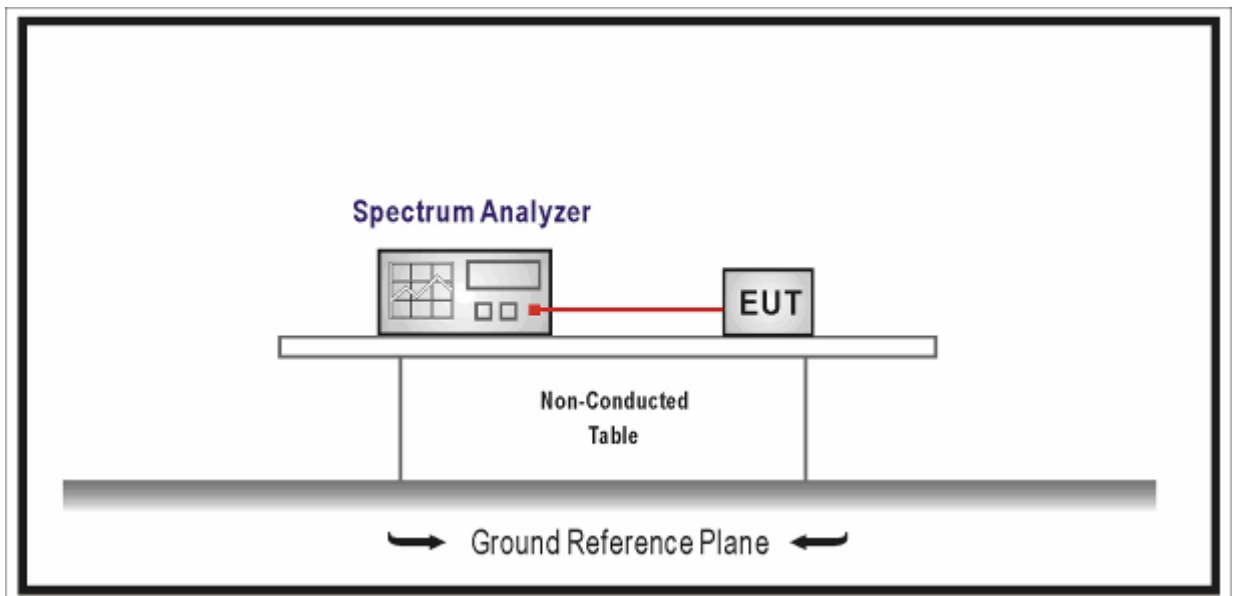 Spectrum Analyzer
EUT
Non-Conducted
Table
Ground Reference Plane